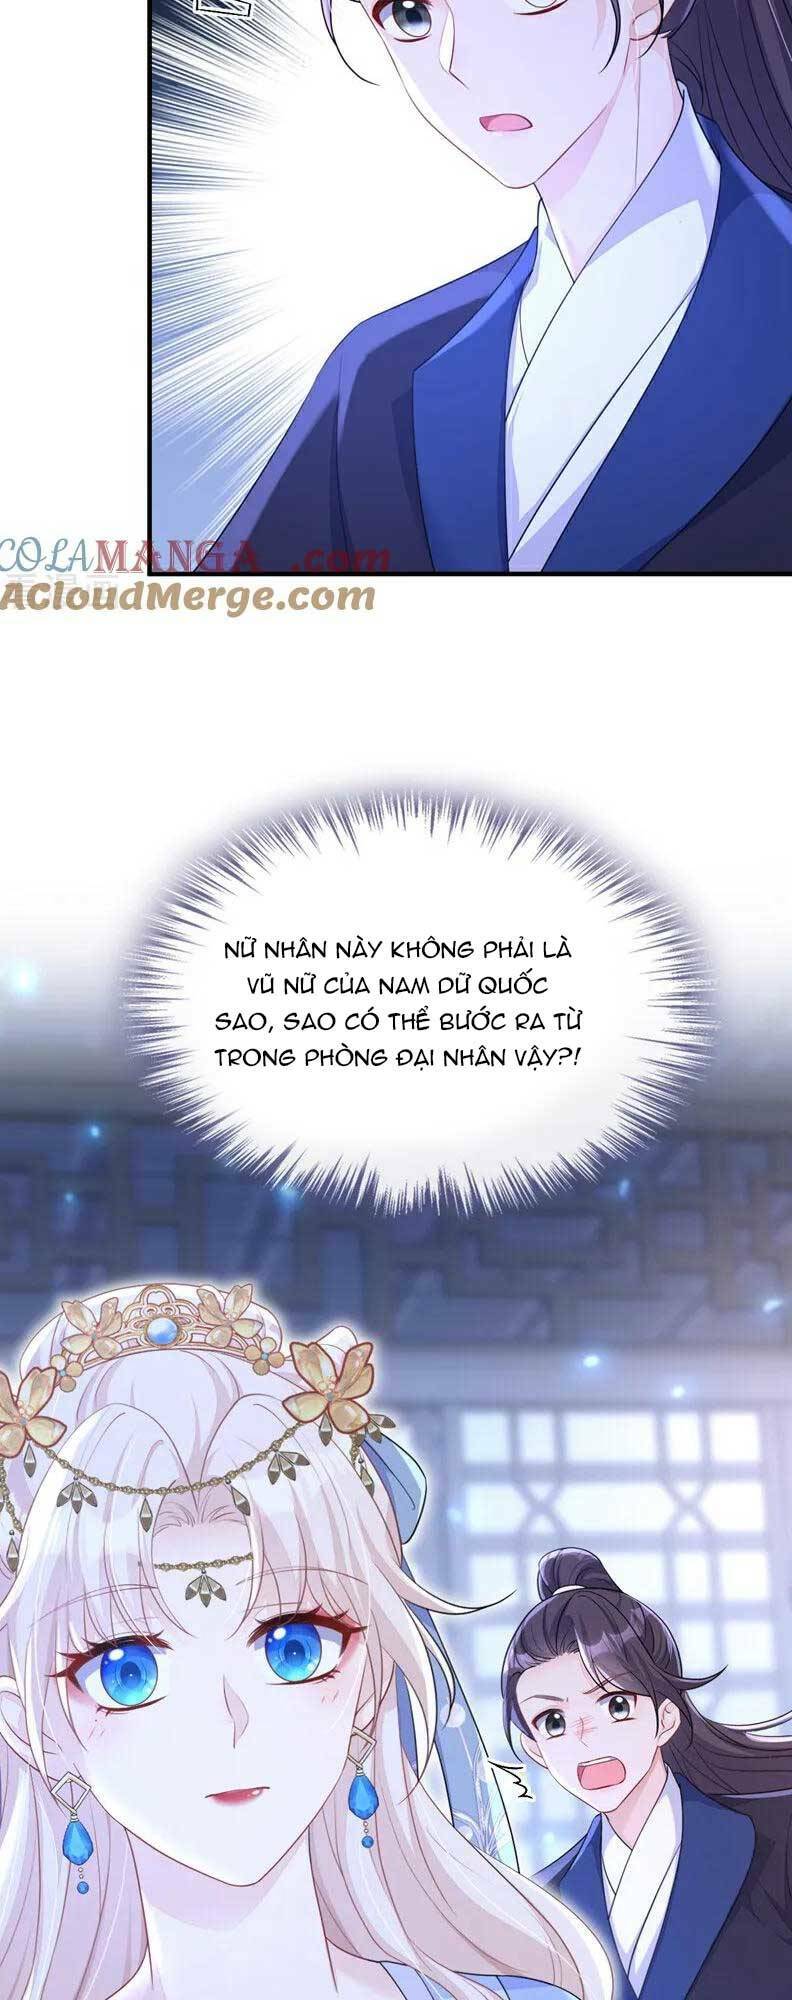 COLAMANGA.com
ACloudMerge.com
NỮ NHÂN NÀY KHÔNG PHẢI LÀ
VŨ NỮ CỦA NAM DỮ QUỐC
SAO, SAO CÓ THỂ BƯỚC RA TỪ
TRONG PHÒNG ĐẠI NHÂN VẬY?!